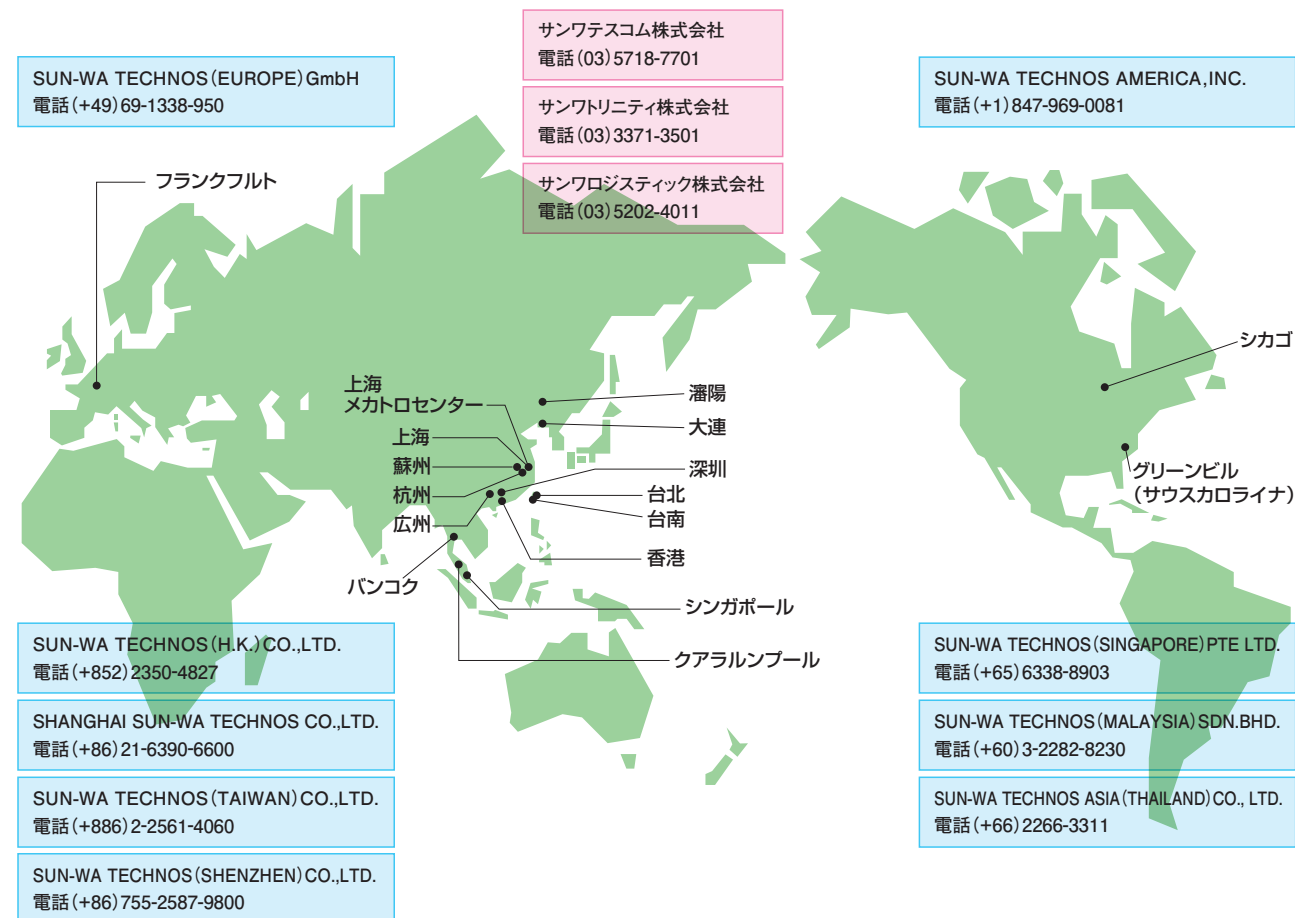 サンワテスコム株式会社
電話(03)5718-7701
SUN-WA TECHNOS(EUROPE)GmbH
電話(+49)69-1338-950
SUN-WA TECHNOS AMERICA,INC.
電話(+1)847-969-0081
サンワトリニティ株式会社
電話(03)3371-3501
サンワロジスティック株式会社
電話(03)5202-4011
フランクフルト
シカゴ
上海
メカトロセンター
瀋陽
大連
上海
蘇州
深圳
杭州
台北
広州
台南
香港
グリーンビル
(サウスカロライナ)
バンコク
シンガポール
クアラルンプール
SUN-WA TECHNOS(H.K.)CO.,LTD.
電話(+852)2350-4827
SHANGHAI SUN-WA TECHNOS CO.,LTD.
電話(+86)21-6390-6600
SUN-WA TECHNOS(TAIWAN)CO.,LTD.
電話(+886)2-2561-4060
SUN-WA TECHNOS(SHENZHEN)CO.,LTD.
電話(+86)755-2587-9800
SUN-WA TECHNOS(SINGAPORE)PTE LTD.
電話(+65)6338-8903
SUN-WA TECHNOS(MALAYSIA)SDN.BHD.
電話(+60)3-2282-8230
SUN-WA TECHNOS ASIA(THAILAND)CO., LTD.
電話(+66)2266-3311